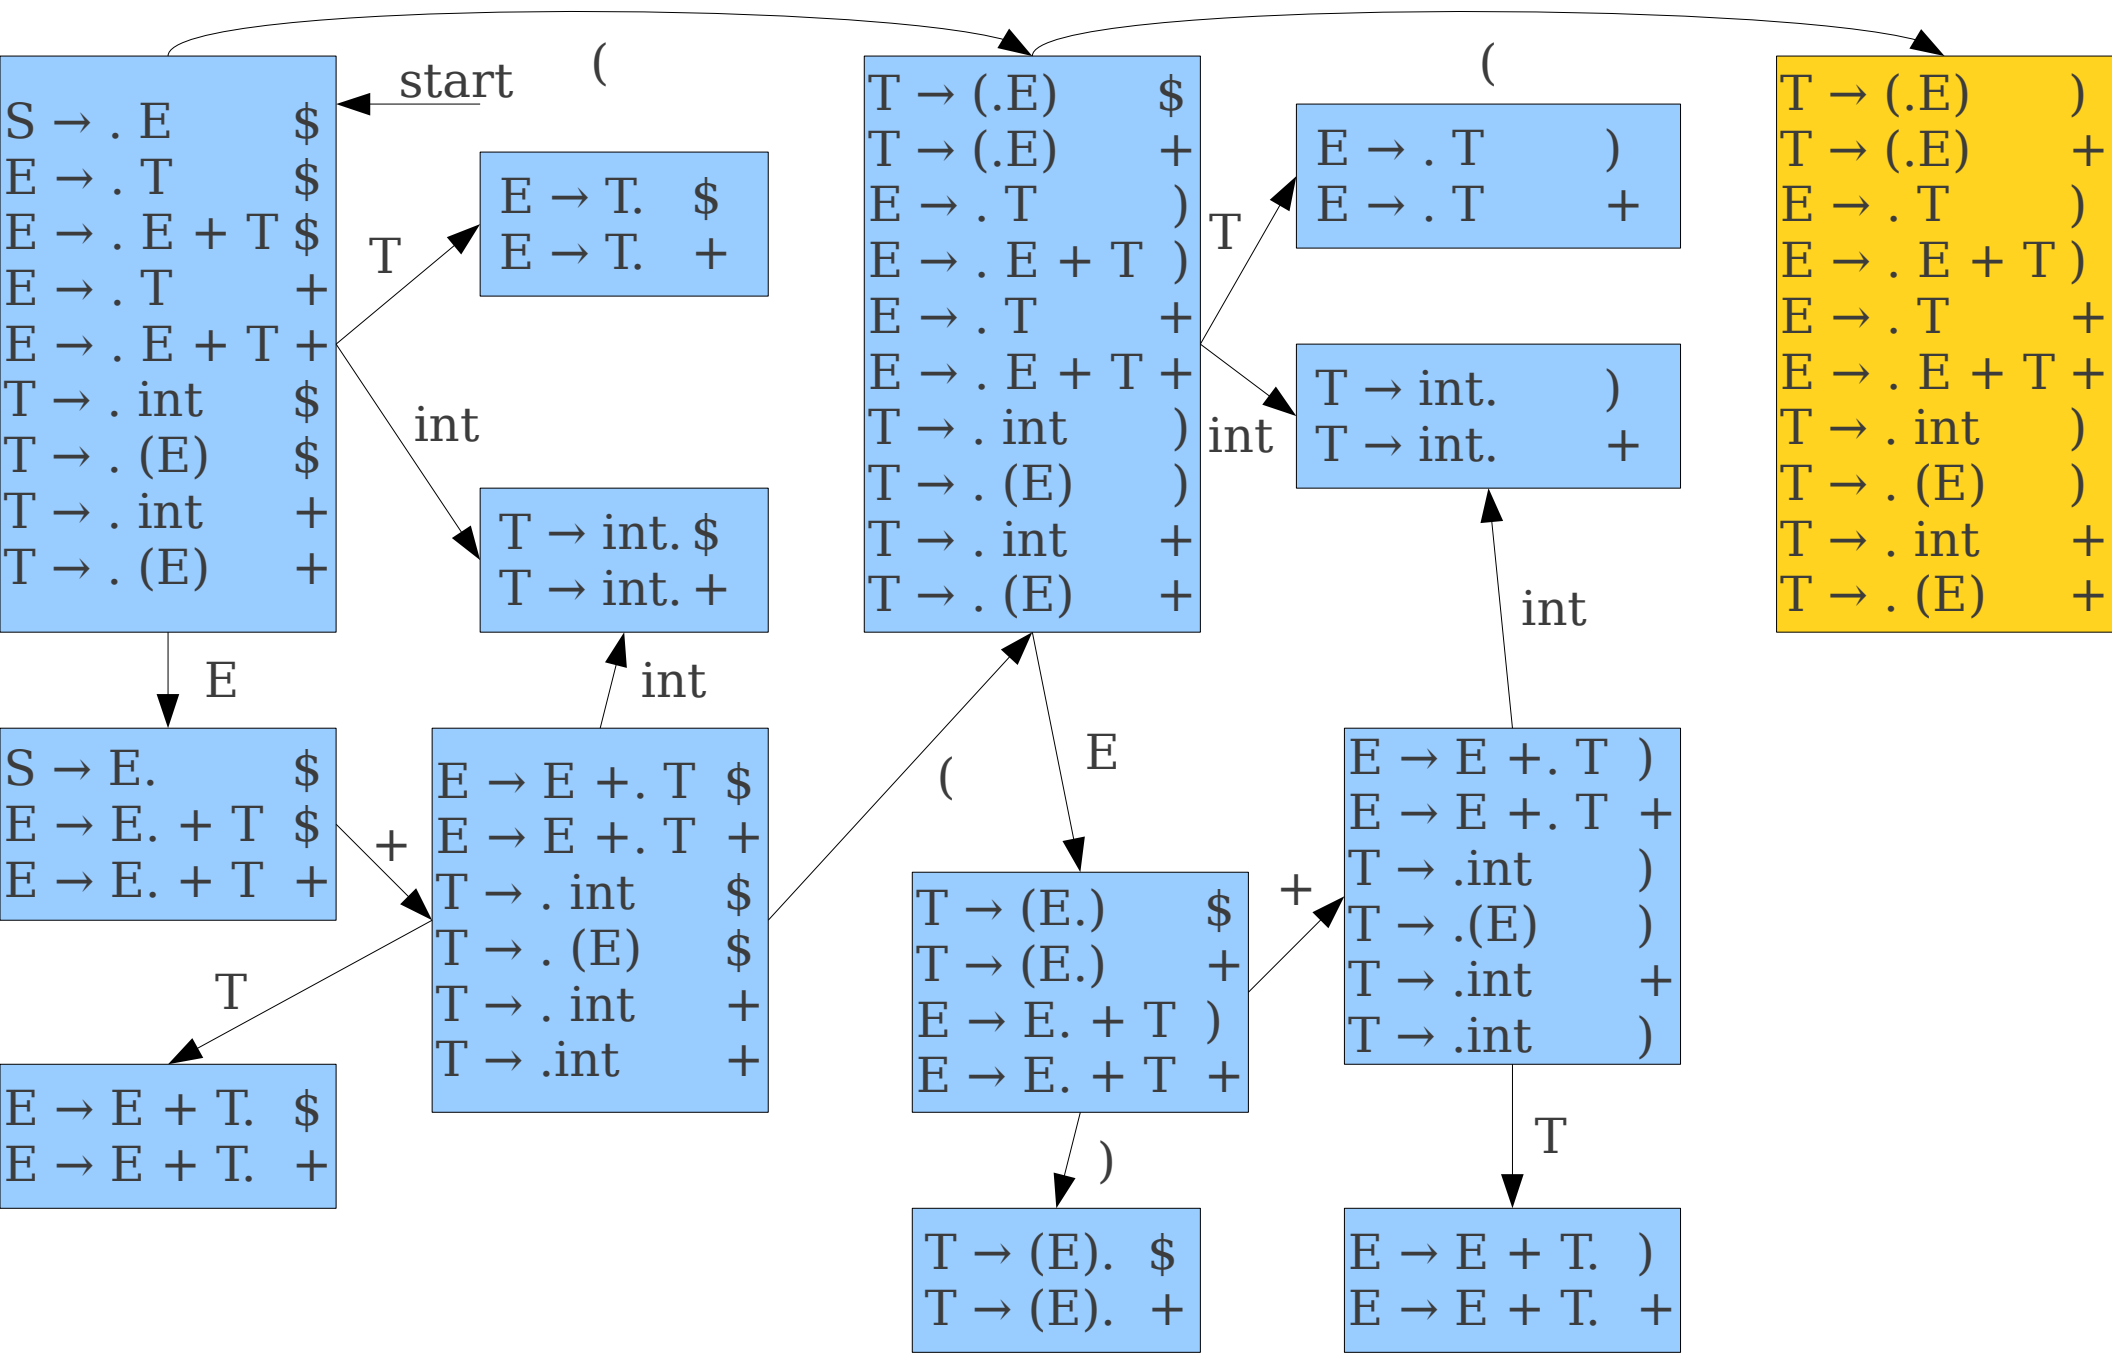 start
(
(
S → . E $
E → . T $
E → . E + T $
E → . T +
E → . E + T +
T → . int $
T → . (E) $
T → . int +
T → . (E) +
T
E → T. $
E → T. +
int
T → int. $
T → int. +
T → (.E) $
T → (.E) +
E → . T )
E → . E + T )
E → . T +
E → . E + T +
T → . int )
T → . (E) )
T → . int +
T → . (E) +
T
E → . T )
E → . T +
int
T → int. )
T → int. +
T → (.E) )
T → (.E) +
E → . T )
E → . E + T )
E → . T +
E → . E + T +
T → . int )
T → . (E) )
T → . int +
T → . (E) +
E
int
(
E
int
S → E. $
E → E. + T $
E → E. + T +
+
E → E +. T $
E → E +. T +
T → . int $
T → . (E) $
T → . int +
T → .int +
T
E → E + T. $
E → E + T. +
T → (E.) $
T → (E.) +
E → E. + T )
E → E. + T +
+
E → E +. T )
E → E +. T +
T → .int )
T → .(E) )
T → .int +
T → .int )
)
T
T → (E). $
T → (E). +
E → E + T. )
E → E + T. +